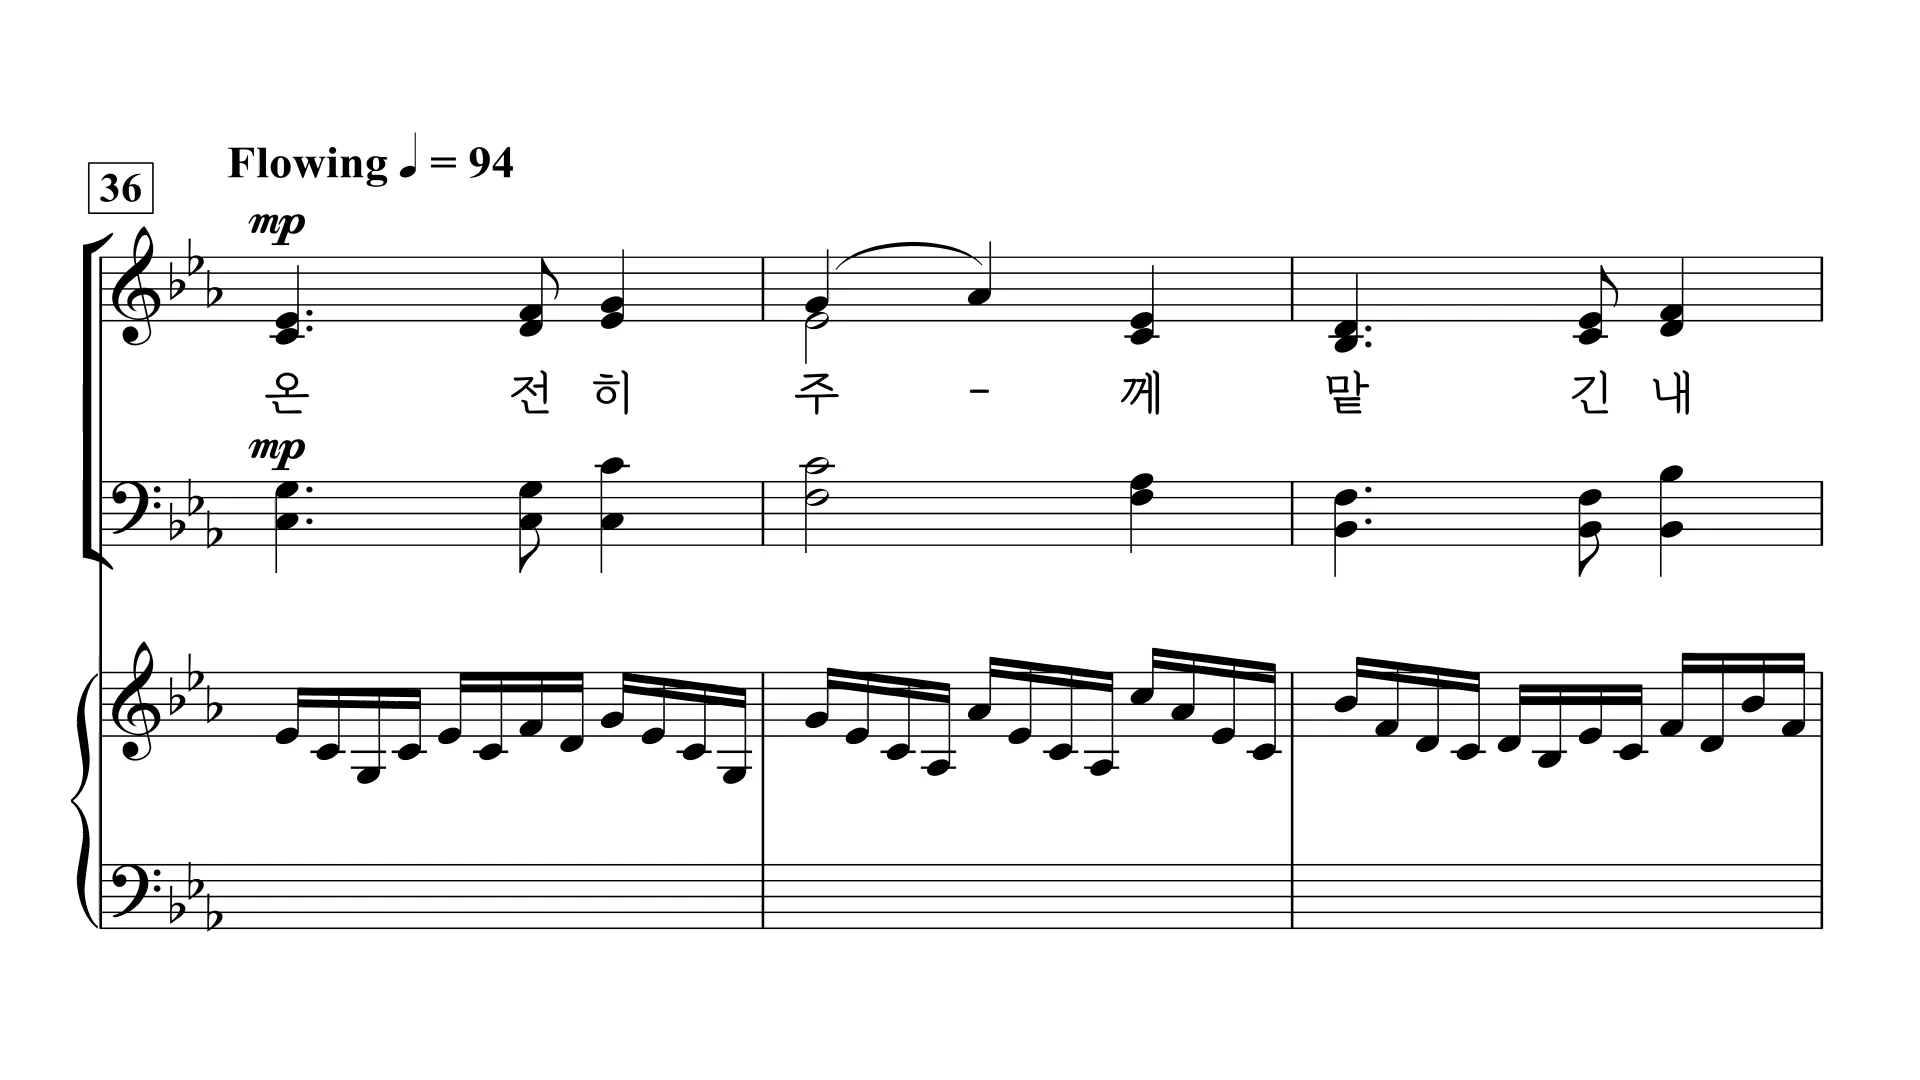 Flowing ♩ = 94
36
mp
온 전 히 주 - 께 맡 긴 내
mp